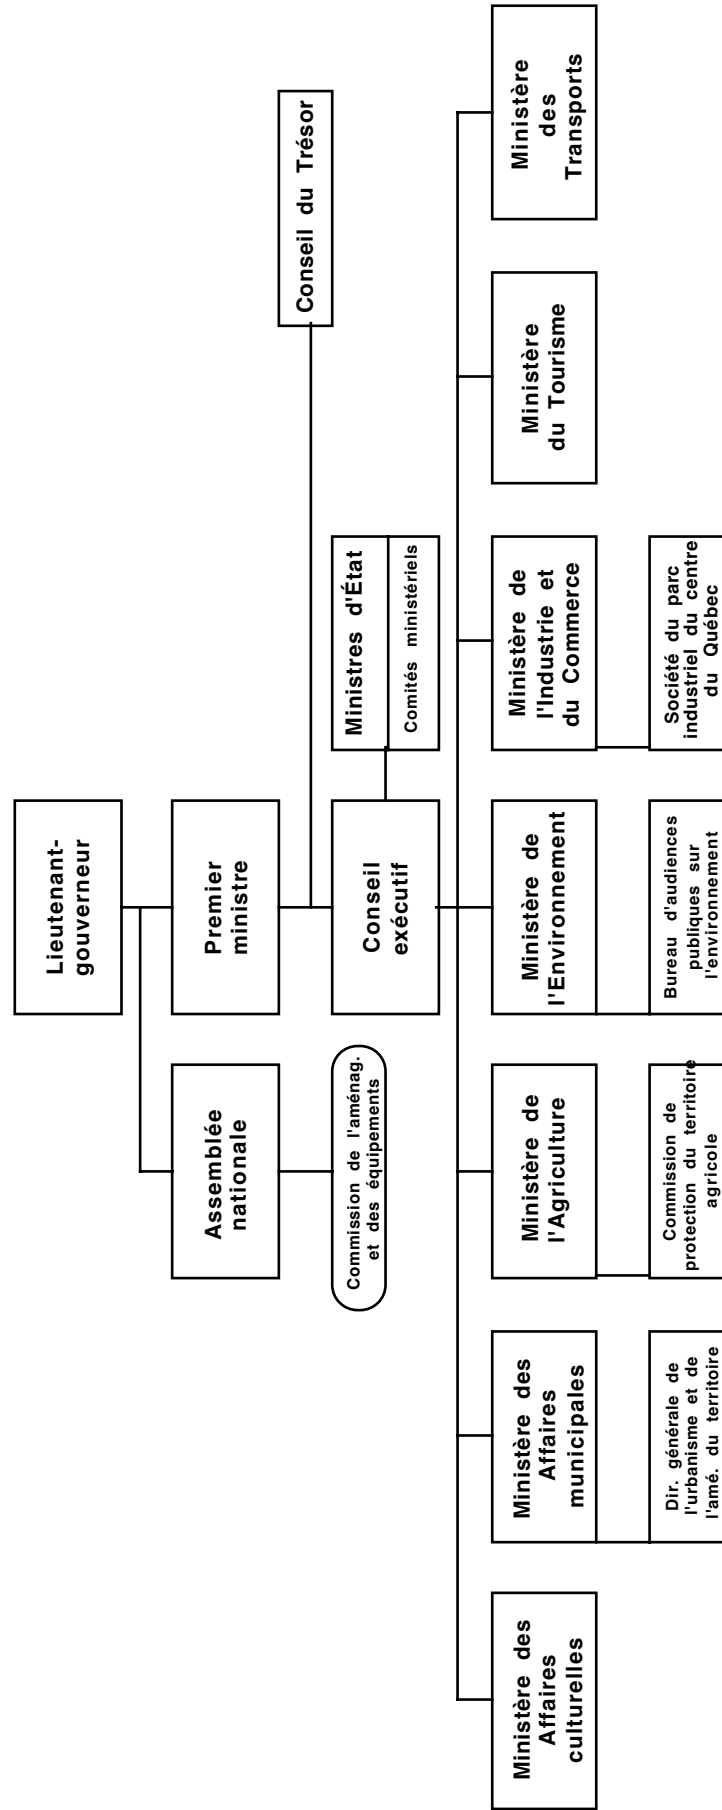 Lieutenant-
gouverneur
Assemblée
nationale
Premier
ministre
Conseil du Trésor
Commission de l'aménag.
et des équipements
Conseil
exécutif
Ministres d'État
Comités ministériels
Ministère des
Affaires
culturelles
Ministère des
Affaires
municipales
Ministère de
l'Agriculture
Ministère de
l'Environnement
Ministère de
l'Industrie et
du Commerce
Ministère
du Tourisme
Ministère
des
Transports
Dir. générale de
l'urbanisme et de
l'amé. du territoire
Commission de
protection du territoire
agricole
Bureau d'audiences
publiques sur
l'environnement
Société du parc
industriel du centre
du Québec